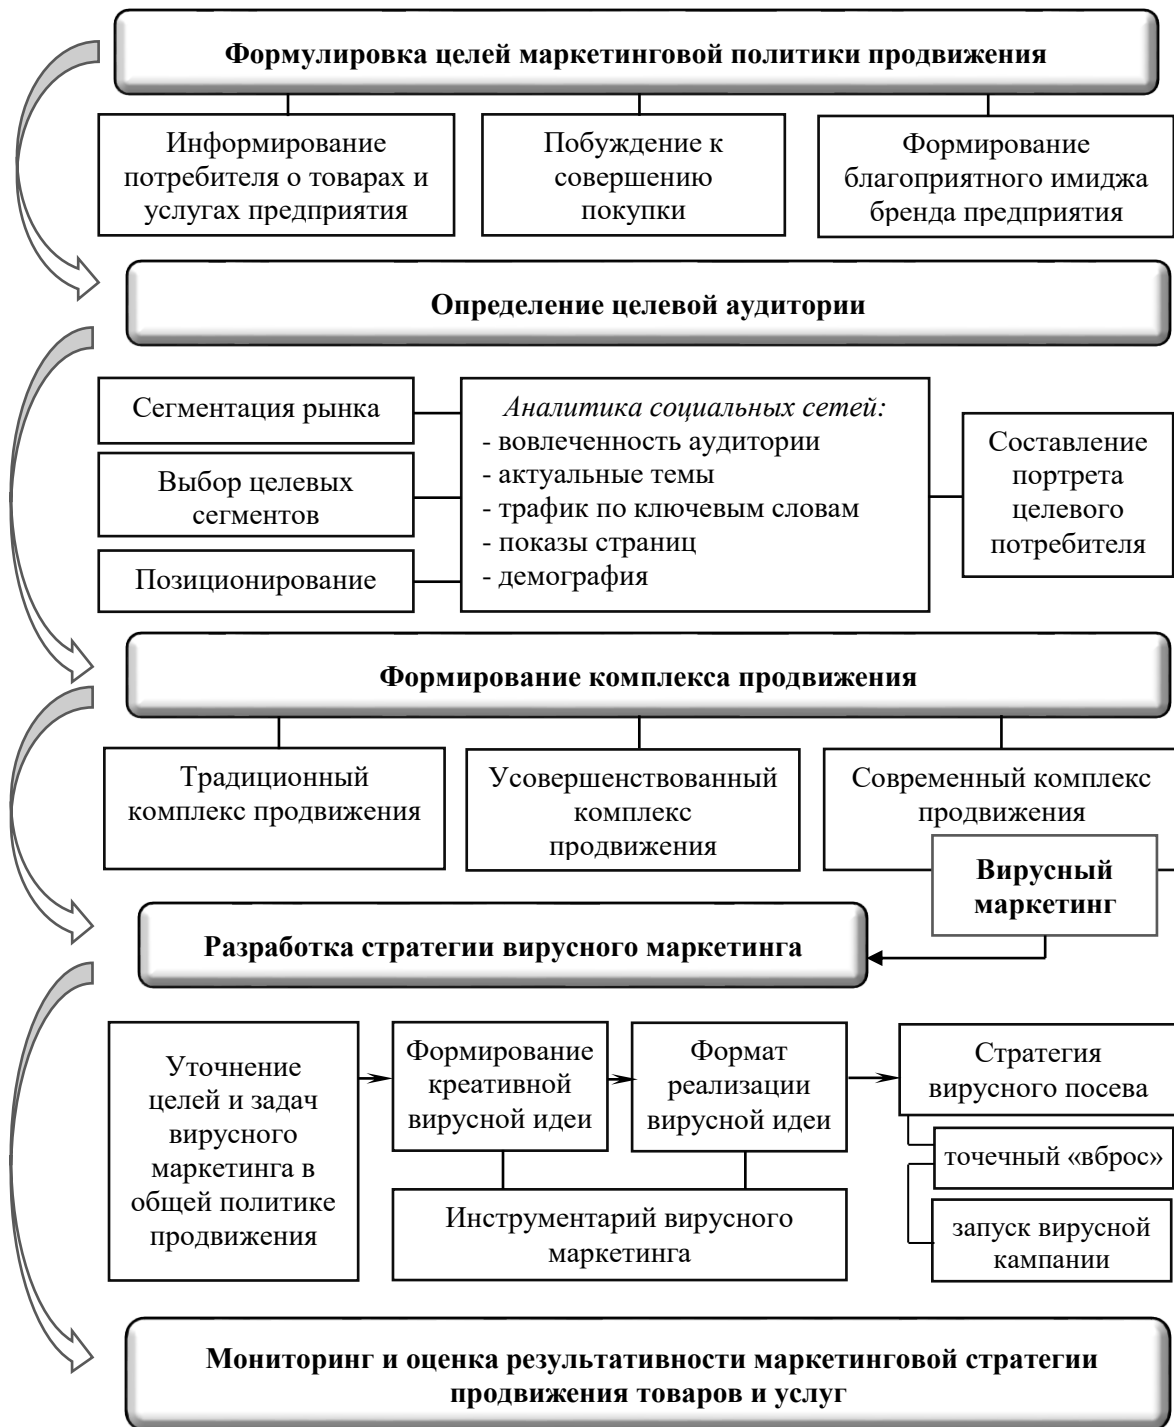 Формулировка целей маркетинговой политики продвижения
Информирование
потребителя о товарах и
услугах предприятия
Побуждение к
совершению
покупки
Формирование
благоприятного имиджа
бренда предприятия
Определение целевой аудитории
Сегментация рынка
Выбор целевых
сегментов
Позиционирование
Аналитика социальных сетей:
- вовлеченность аудитории
- актуальные темы
- трафик по ключевым словам
- показы страниц
- демография
Составление
портрета
целевого
потребителя
Формирование комплекса продвижения
Традиционный
комплекс продвижения
Усовершенствованный
комплекс
продвижения
Современный комплекс
продвижения
Вирусный
маркетинг
Разработка стратегии вирусного маркетинга
Уточнение
целей и задач
вирусного
маркетинга в
общей политике
продвижения
Формирование
креативной
вирусной идеи
Формат
реализации
вирусной идеи
Инструментарий вирусного
маркетинга
Стратегия
вирусного посева
точечный «вброс»
запуск вирусной
кампании
Мониторинг и оценка результативности маркетинговой стратегии
продвижения товаров и услуг